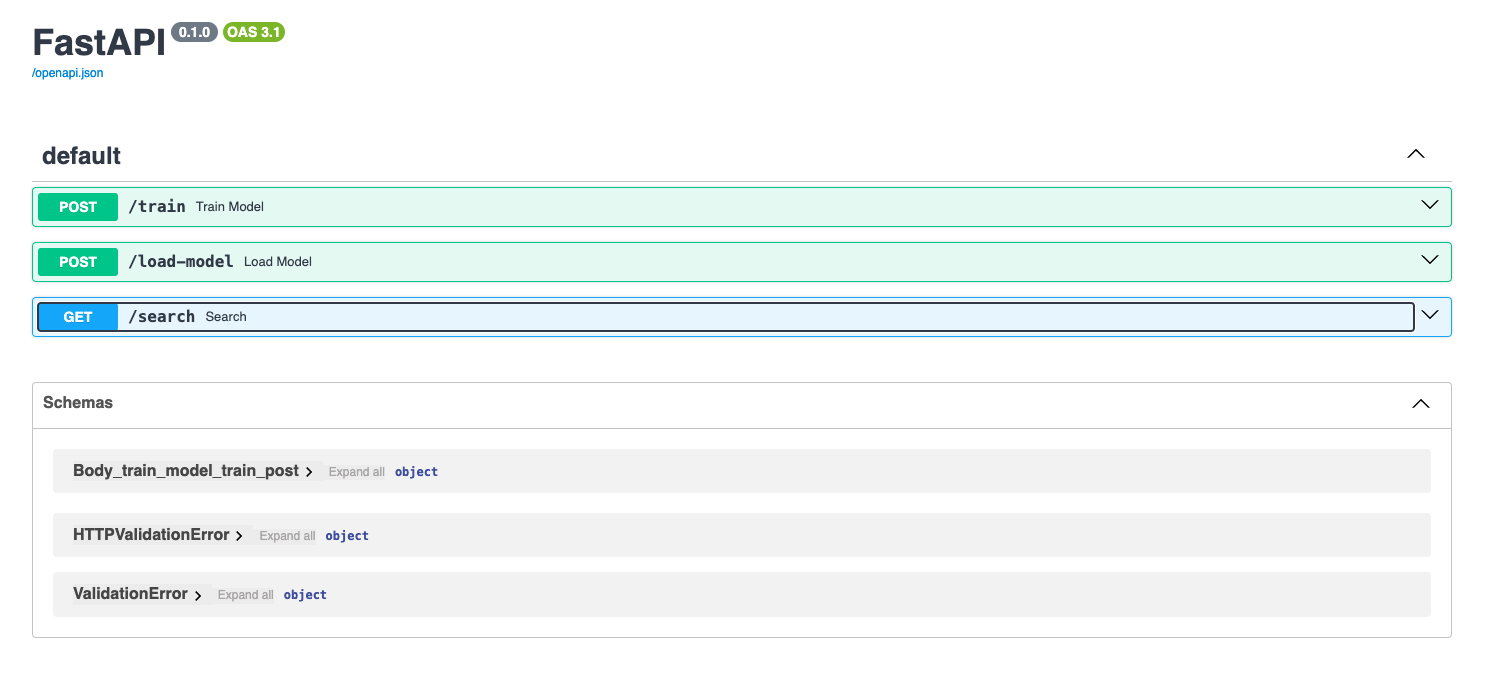 FastAPI 0.1.0 OAS 3.1
/openapi.json
default
POST /train Train Model
POST /load-model Load Model
GET /search Search
Schemas
Body_train_model_train_post Expand all object
HTTPValidationError Expand all object
ValidationError Expand all object